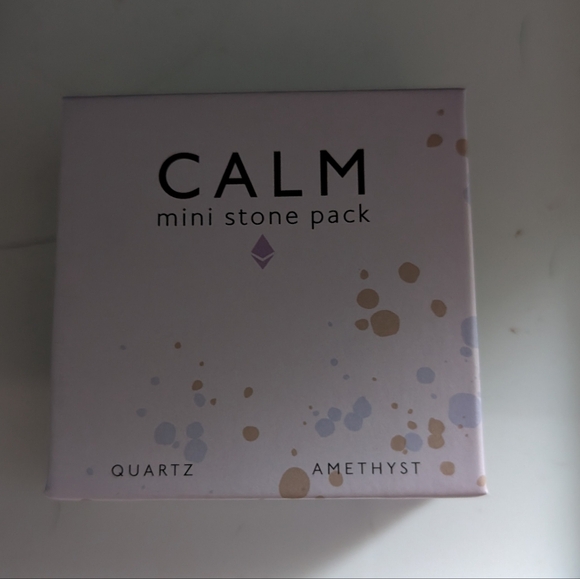 CALM
mini stone pack
QUARTZ AMETHYST